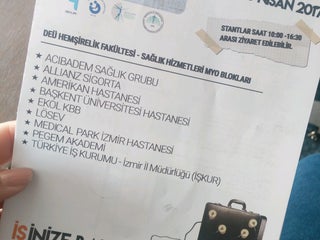 NİSAN 2017
STANTLAR SAAT 10:00 -16:30
ARASI ZİYARET EDİLEBİLİR.
DEÜ HEMŞİRELİK FAKÜLTESİ - SAĞLIK HİZMETLERİ MYO BLOKLARI
★ ACIBADEM SAĞLIK GRUBU
★ ALLIANZ SİGORTA
★ AMERİKAN HASTANESİ
★ BAŞKENT ÜNİVERSİTESİ HASTANESİ
★ EKOL KBB
★ LÖSEV
★ MEDICAL PARK İZMİR HASTANESİ
★ PEGEM AKADEMİ
★ TÜRKİYE İŞ KURUMU - İzmir İl Müdürlüğü (İŞKUR)
İŞİNİZE